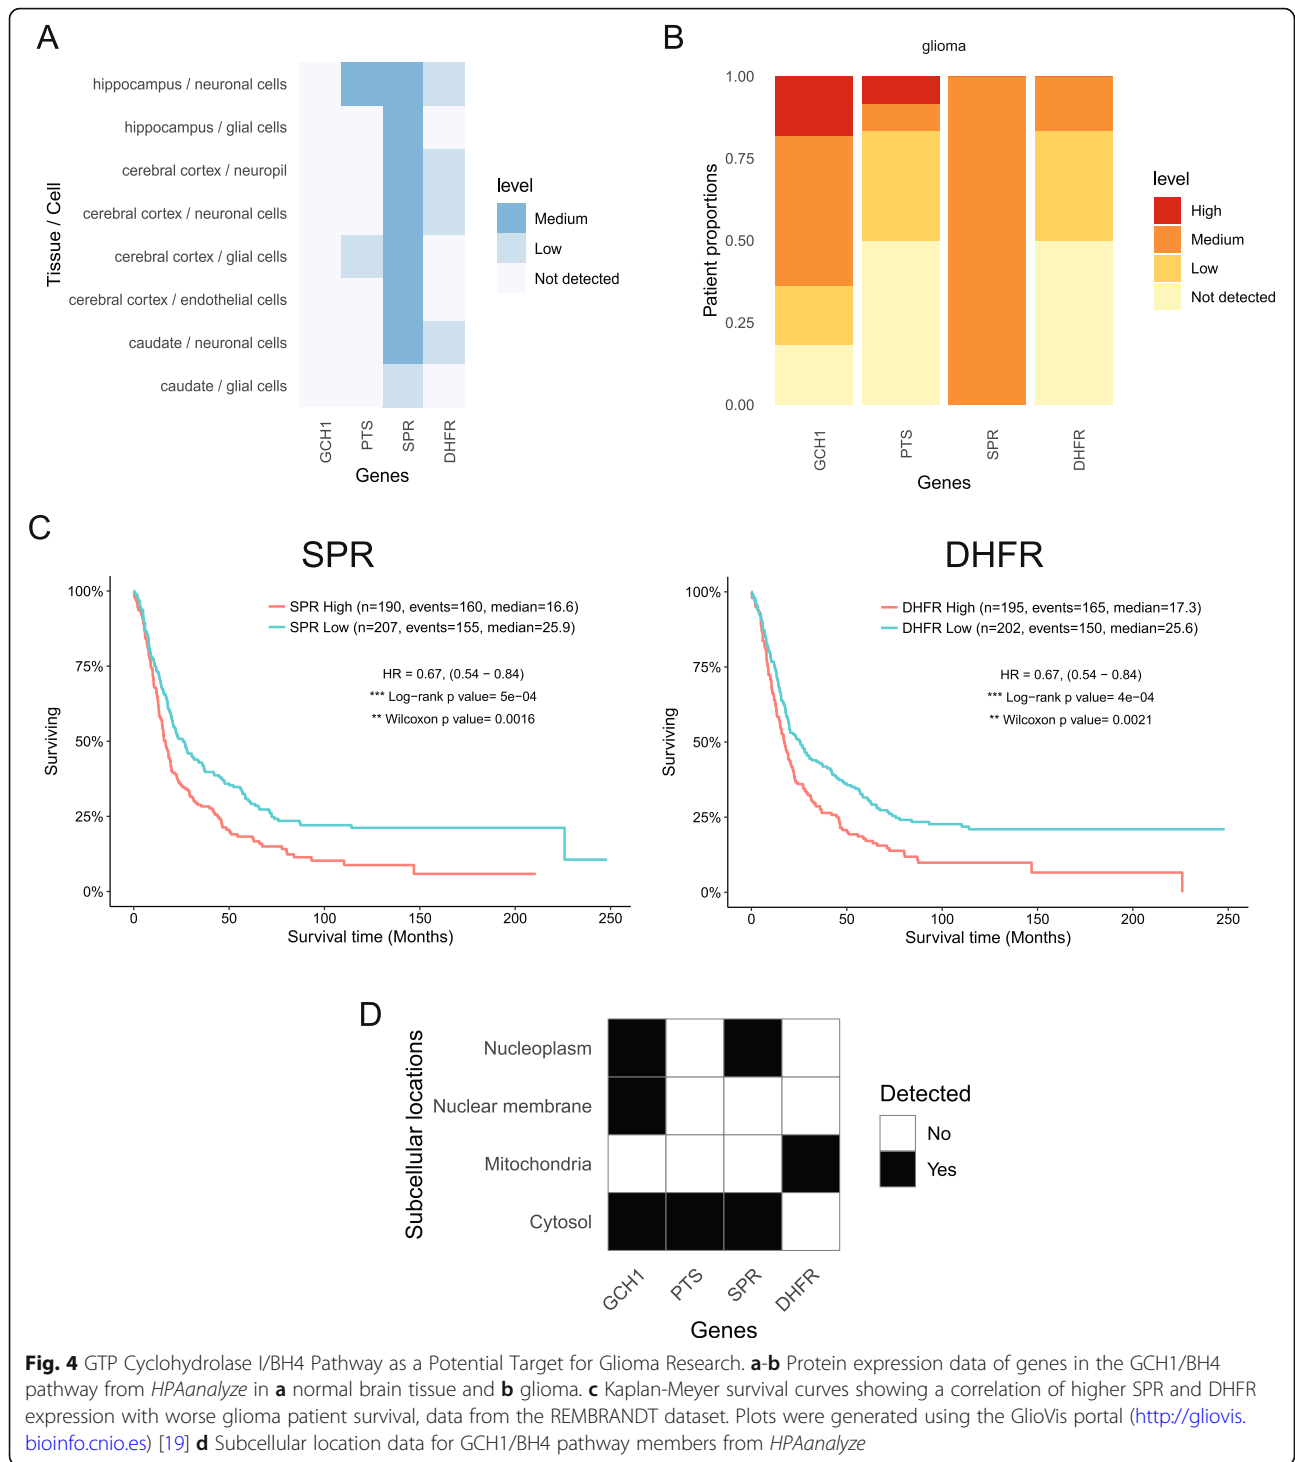 A
Tissue / Cell
hippocampus / neuronal cells
hippocampus / glial cells
cerebral cortex / neuropil
cerebral cortex / neuronal cells
cerebral cortex / glial cells
cerebral cortex / endothelial cells
caudate / neuronal cells
caudate / glial cells
GCH1
PTS
SPR
DHFR
Genes
level
Medium
Low
Not detected
B
glioma
Patient proportions
1.00
0.75
0.50
0.25
0.00
GCH1
PTS
SPR
DHFR
Genes
level
High
Medium
Low
Not detected
C
SPR
Surviving
100%
75%
50%
25%
0%
SPR High (n=190, events=160, median=16.6)
SPR Low (n=207, events=155, median=25.9)
HR = 0.67, (0.54 − 0.84)
*** Log−rank p value= 5e−04
** Wilcoxon p value= 0.0016
0 50 100 150 200 250
Survival time (Months)
DHFR
Surviving
100%
75%
50%
25%
0%
DHFR High (n=195, events=165, median=17.3)
DHFR Low (n=202, events=150, median=25.6)
HR = 0.67, (0.54 − 0.84)
*** Log−rank p value= 4e−04
** Wilcoxon p value= 0.0021
0 50 100 150 200 250
Survival time (Months)
D
Subcellular locations
Nucleoplasm
Nuclear membrane
Mitochondria
Cytosol
GCH1
PTS
SPR
DHFR
Genes
Detected
No
Yes
Fig. 4 GTP Cyclohydrolase I/BH4 Pathway as a Potential Target for Glioma Research. a-b Protein expression data of genes in the GCH1/BH4
pathway from HPAanalyze in a normal brain tissue and b glioma. c Kaplan-Meyer survival curves showing a correlation of higher SPR and DHFR
expression with worse glioma patient survival, data from the REMBRANDT dataset. Plots were generated using the GlioVis portal (http://gliovis.
bioinfo.cnio.es) [19] d Subcellular location data for GCH1/BH4 pathway members from HPAanalyze